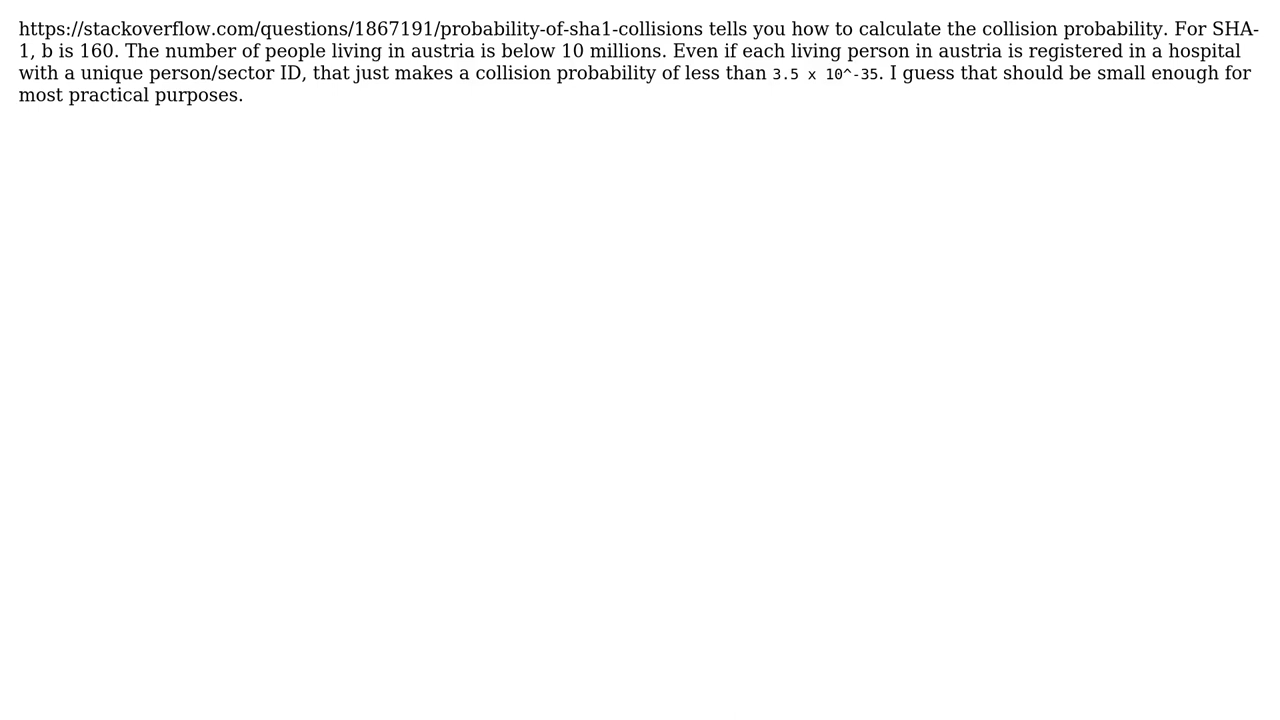 https://stackoverflow.com/questions/1867191/probability-of-sha1-collisions tells you how to calculate the collision probability. For SHA-
1, b is 160. The number of people living in austria is below 10 millions. Even if each living person in austria is registered in a hospital
with a unique person/sector ID, that just makes a collision probability of less than 3.5 x 10^-35. I guess that should be small enough for
most practical purposes.